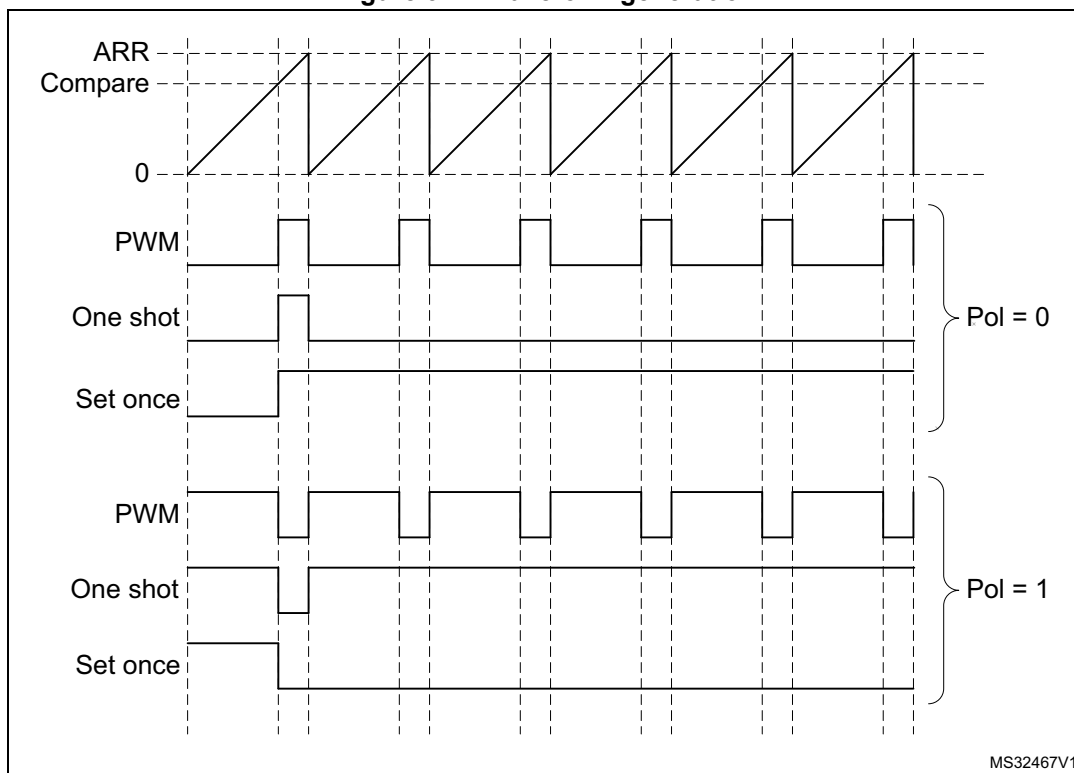 ARR
Compare
0
PWM
One shot
Pol = 0
Set once
PWM
One shot
Pol = 1
Set once
MS32467V1